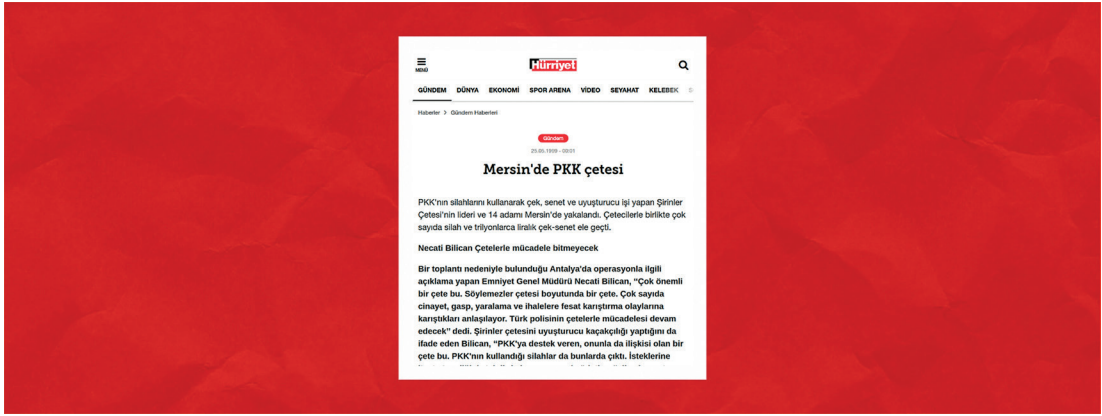 MENÜ
Hürriyet
GÜNDEM DÜNYA EKONOMİ SPOR ARENA VİDEO SEYAHAT KELEBEK
Haberler > Gündem Haberleri
Gündem
25.05.1999 - 00:01
Mersin'de PKK çetesi
PKK'nın silahlarını kullanarak çek, senet ve uyuşturucu işi yapan Şirinler
Çetesi'nin lideri ve 14 adamı Mersin'de yakalandı. Çetecilerle birlikte çok
sayıda silah ve trilyonlarca liralık çek-senet ele geçti.
Necati Bilican Çetelerle mücadele bitmeyecek
Bir toplantı nedeniyle bulunduğu Antalya'da operasyonla ilgili
açıklama yapan Emniyet Genel Müdürü Necati Bilican, "Çok önemli
bir çete bu. Söylemezler çetesi boyutunda bir çete. Çok sayıda
cinayet, gasp, yaralama ve ihalelere fesat karıştırma olaylarına
karıştıkları anlaşılayor. Türk polisinin çetelerle mücadelesi devam
edecek" dedi. Şirinler çetesini uyuşturucu kaçakçılığı yaptığını da
ifade eden Bilican, "PKK'ya destek veren, onunla da ilişkisi olan bir
çete bu. PKK'nın kullandığı silahlar da bunlarda çıktı. İsteklerine